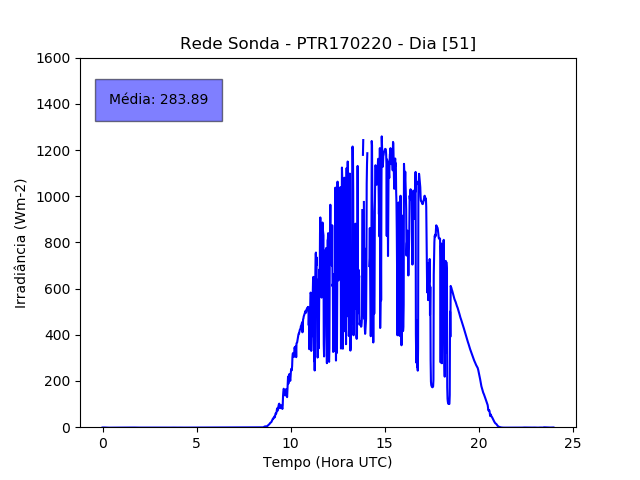 Rede Sonda - PTR170220 - Dia [51]
Irradiância (Wm-2)
1600
1400
1200
1000
800
600
400
200
0
Média: 283.89
0 5 10 15 20 25
Tempo (Hora UTC)